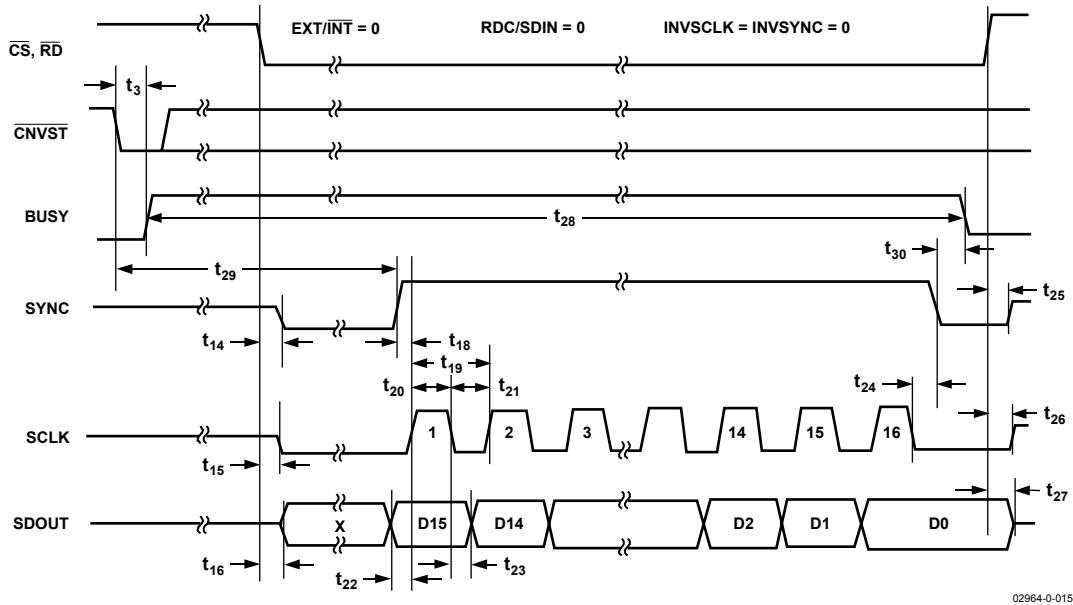 EXT/INT = 0 RDC/SDIN = 0 INVSCLK = INVSYNC = 0
CS, RD
t3
CNVST
BUSY
t28
t30
t29
t25
SYNC
t14
t18
t19
t20
t21
t24
t26
SCLK
1 2 3 14 15 16
t15
t27
SDOUT
X D15 D14 D2 D1 D0
t16
t22
t23
02964-0-015